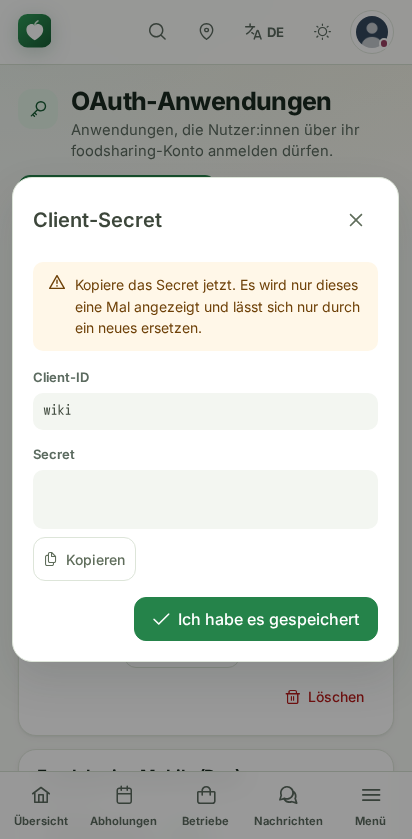 DE
OAuth-Anwendungen
Anwendungen, die Nutzer:innen über ihr
foodsharing-Konto anmelden dürfen.
Client-Secret
Kopiere das Secret jetzt. Es wird nur dieses
eine Mal angezeigt und lässt sich nur durch
ein neues ersetzen.
Client-ID
wiki
Secret
Kopieren
Ich habe es gespeichert
Löschen
Übersicht
Abholungen
Betriebe
Nachrichten
Menü